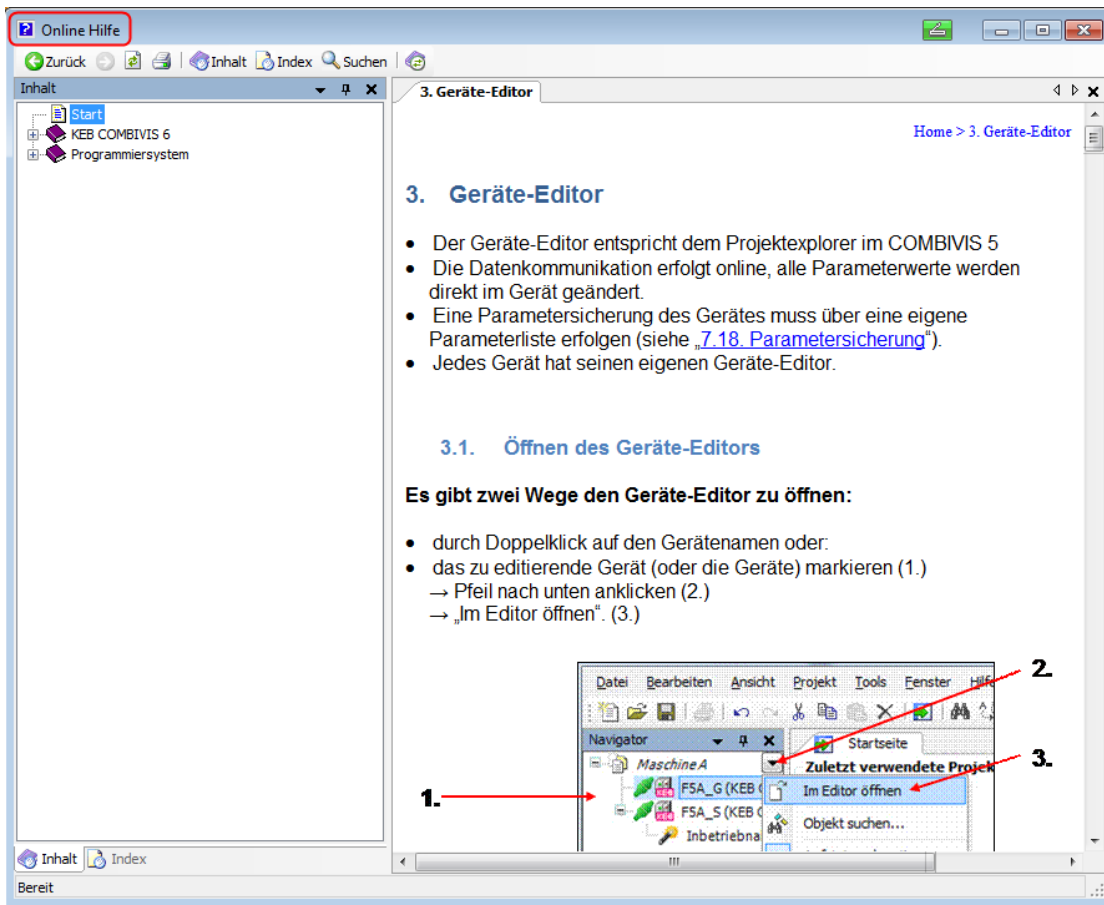 Online Hilfe
Zurück Inhalt Index Suchen
Inhalt
Start
KEB COMBIVIS 6
Programmiersystem
3. Geräte-Editor
Home > 3. Geräte-Editor
3. Geräte-Editor
• Der Geräte-Editor entspricht dem Projektexplorer im COMBIVIS 5
• Die Datenkommunikation erfolgt online, alle Parameterwerte werden
direkt im Gerät geändert.
• Eine Parametersicherung des Gerätes muss über eine eigene
Parameterliste erfolgen (siehe „7.18. Parametersicherung“).
• Jedes Gerät hat seinen eigenen Geräte-Editor.
3.1. Öffnen des Geräte-Editors
Es gibt zwei Wege den Geräte-Editor zu öffnen:
• durch Doppelklick auf den Gerätenamen oder:
• das zu editierende Gerät (oder die Geräte) markieren (1.)
→ Pfeil nach unten anklicken (2.)
→ „Im Editor öffnen“. (3.)
Datei Bearbeiten Ansicht Projekt Tools Fenster Hilfe
2.
Navigator
Startseite
Maschine A
Zuletzt verwendete Projek
3.
1.
F5A_G (KEB C
Im Editor öffnen
F5A_S (KEB C
Objekt suchen...
Inbetriebna
Inhalt Index
Bereit